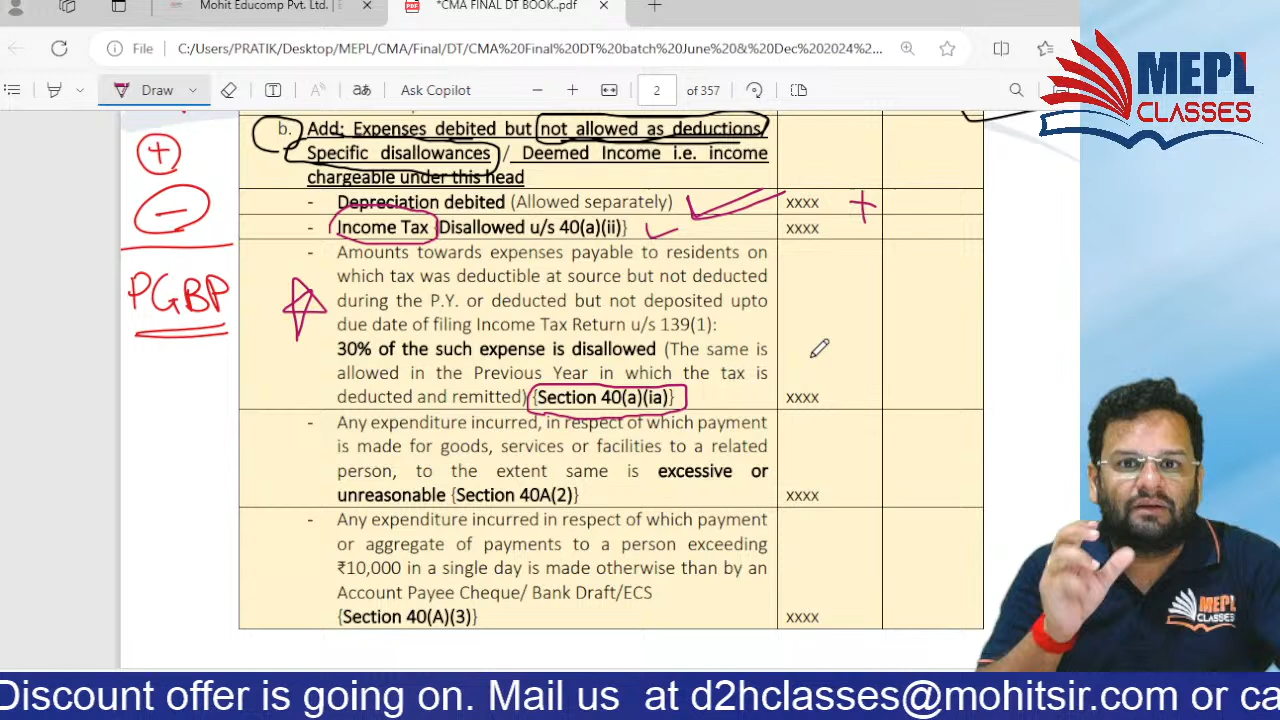 Mohit Educomp Pvt. Ltd. | E
*CMA FINAL DT BOOK..pdf
File
C:/Users/PRATIK/Desktop/MEPL/CMA/Final/DT/CMA%20Final%20DT%20batch%20June%20&%20Dec%202024%2...
Draw
Ask Copilot
2 of 357
MEPL
CLASSES
b. Add: Expenses debited but not allowed as deductions/
Specific disallowances / Deemed Income i.e. income
chargeable under this head
- Depreciation debited (Allowed separately) xxxx +
- Income Tax {Disallowed u/s 40(a)(ii)} xxxx
+
−
PGBP
- Amounts towards expenses payable to residents on
which tax was deductible at source but not deducted
during the P.Y. or deducted but not deposited upto
due date of filing Income Tax Return u/s 139(1):
30% of the such expense is disallowed (The same is
allowed in the Previous Year in which the tax is
deducted and remitted) {Section 40(a)(ia)} xxxx
- Any expenditure incurred, in respect of which payment
is made for goods, services or facilities to a related
person, to the extent same is excessive or
unreasonable {Section 40A(2)} xxxx
- Any expenditure incurred in respect of which payment
or aggregate of payments to a person exceeding
₹10,000 in a single day is made otherwise than by an
Account Payee Cheque/ Bank Draft/ECS
{Section 40(A)(3)} xxxx
MEPL
CLASSES
Discount offer is going on. Mail us at d2hclasses@mohitsir.com or ca